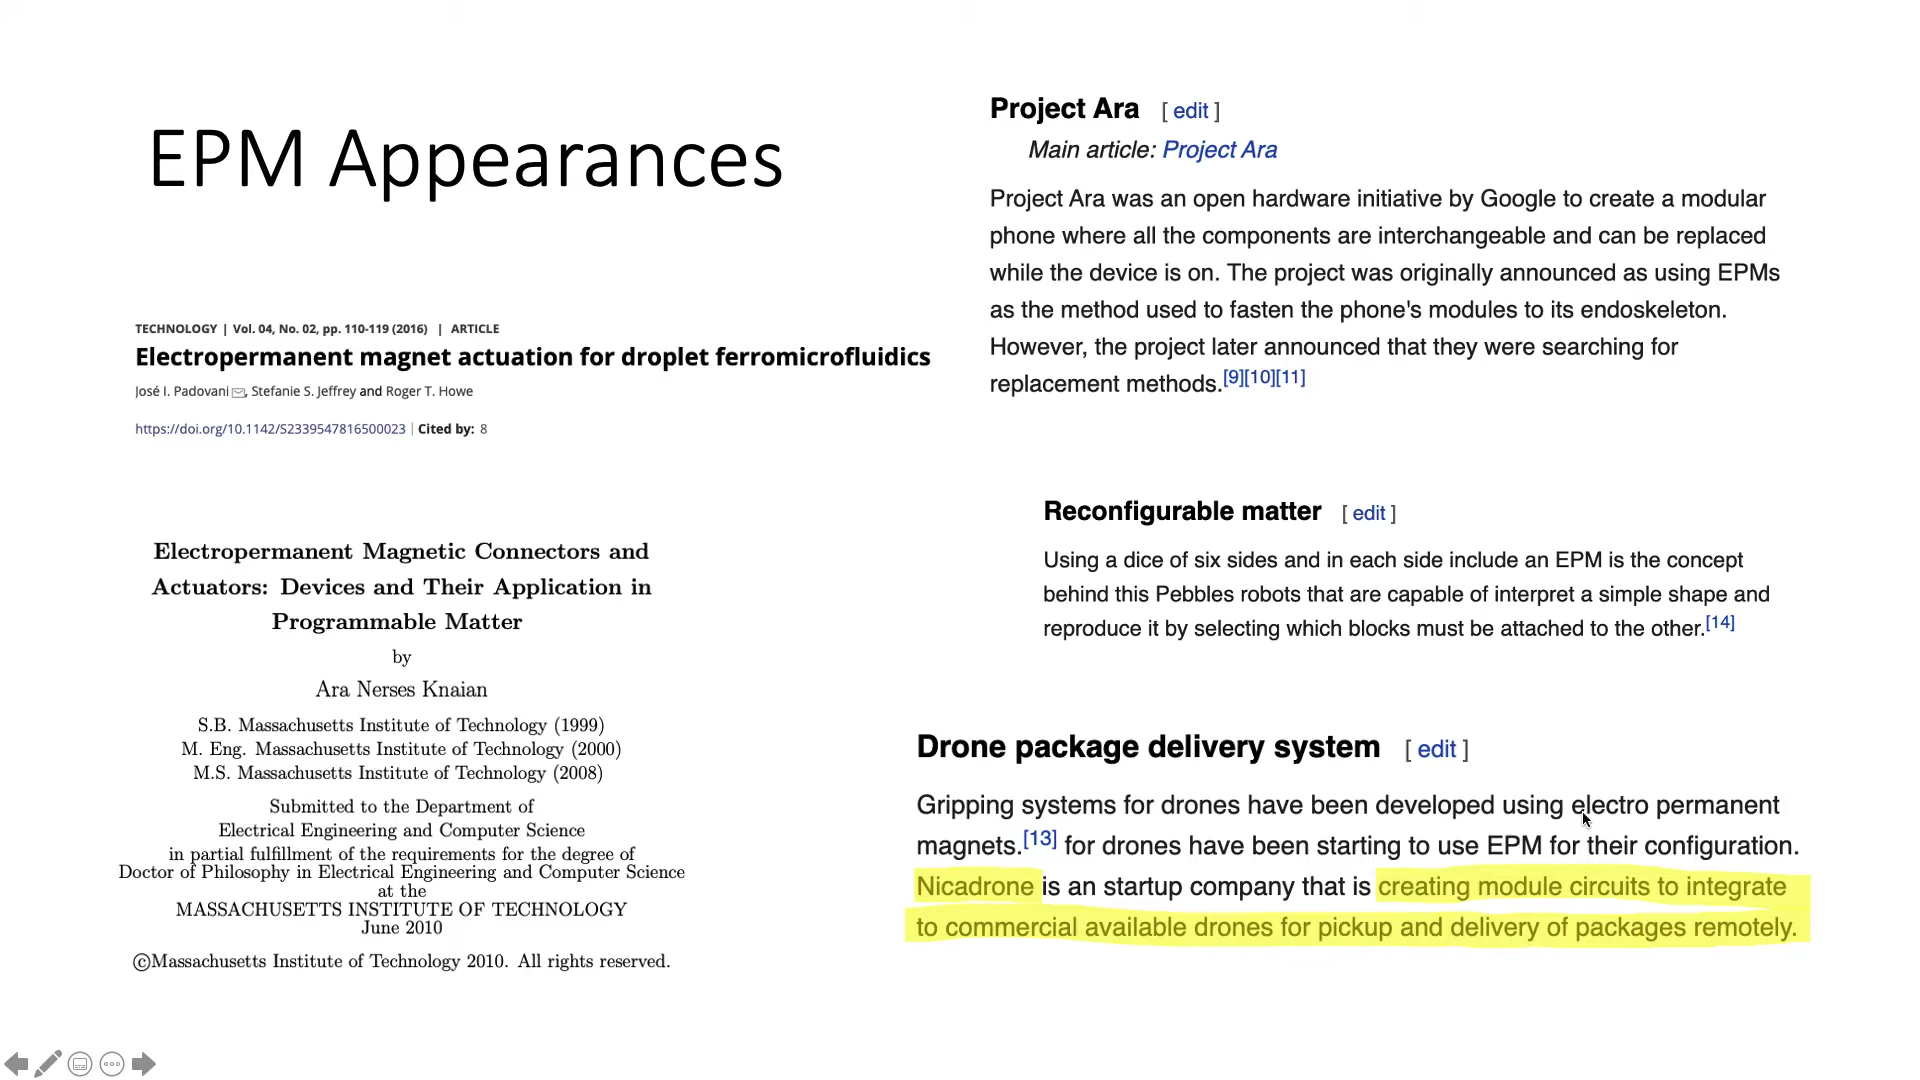 EPM Appearances
TECHNOLOGY | Vol. 04, No. 02, pp. 110-119 (2016) | ARTICLE
Electropermanent magnet actuation for droplet ferromicrofluidics
José I. Padovani, Stefanie S. Jeffrey and Roger T. Howe
https://doi.org/10.1142/S2339547816500023 | Cited by: 8
Electropermanent Magnetic Connectors and
Actuators: Devices and Their Application in
Programmable Matter
by
Ara Nerses Knaian
S.B. Massachusetts Institute of Technology (1999)
M. Eng. Massachusetts Institute of Technology (2000)
M.S. Massachusetts Institute of Technology (2008)
Submitted to the Department of
Electrical Engineering and Computer Science
in partial fulfillment of the requirements for the degree of
Doctor of Philosophy in Electrical Engineering and Computer Science
at the
MASSACHUSETTS INSTITUTE OF TECHNOLOGY
June 2010
©Massachusetts Institute of Technology 2010. All rights reserved.
Project Ara [ edit ]
Main article: Project Ara
Project Ara was an open hardware initiative by Google to create a modular
phone where all the components are interchangeable and can be replaced
while the device is on. The project was originally announced as using EPMs
as the method used to fasten the phone's modules to its endoskeleton.
However, the project later announced that they were searching for
replacement methods.[9][10][11]
Reconfigurable matter [ edit ]
Using a dice of six sides and in each side include an EPM is the concept
behind this Pebbles robots that are capable of interpret a simple shape and
reproduce it by selecting which blocks must be attached to the other.[14]
Drone package delivery system [ edit ]
Gripping systems for drones have been developed using electro permanent
magnets.[13] for drones have been starting to use EPM for their configuration.
Nicadrone is an startup company that is creating module circuits to integrate
to commercial available drones for pickup and delivery of packages remotely.